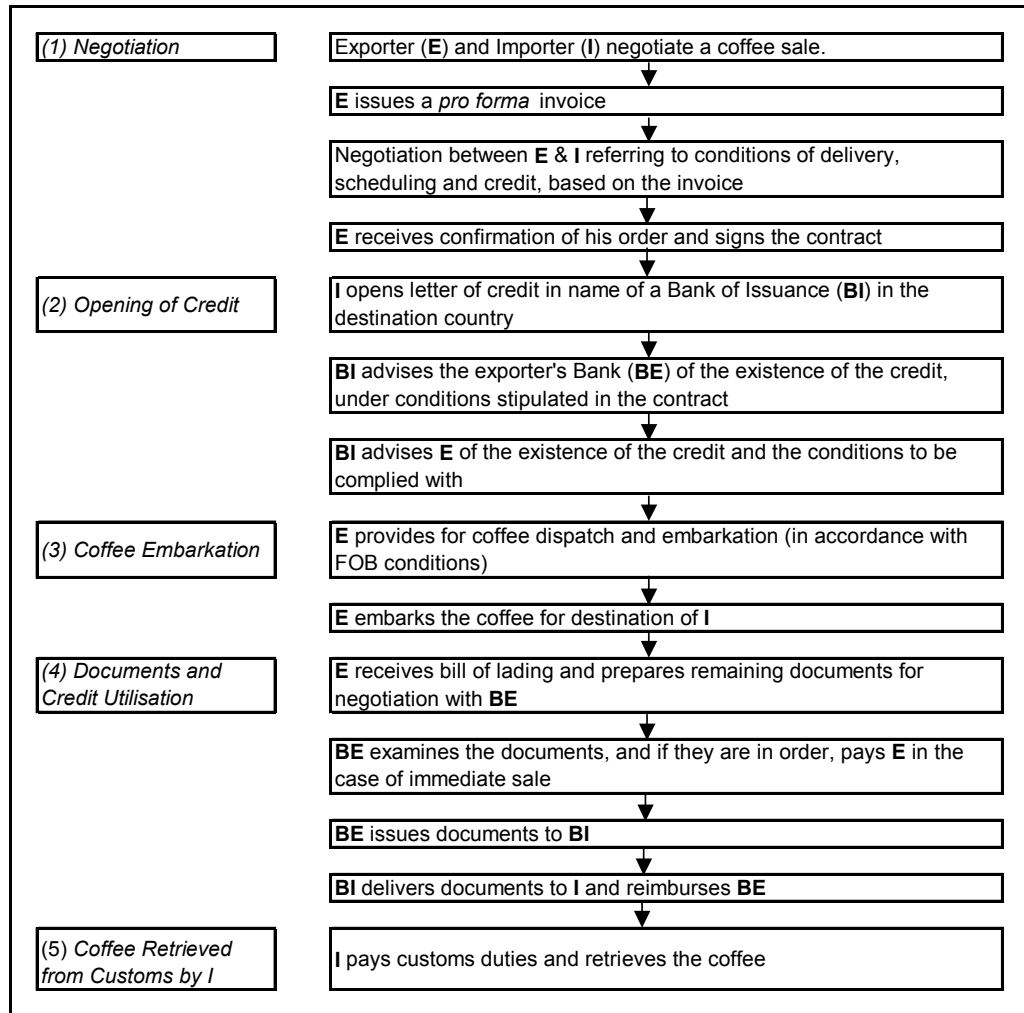 (1) Negotiation
Exporter (E) and Importer (I) negotiate a coffee sale.
E issues a pro forma invoice
Negotiation between E & I referring to conditions of delivery,
scheduling and credit, based on the invoice
E receives confirmation of his order and signs the contract
(2) Opening of Credit
I opens letter of credit in name of a Bank of Issuance (BI) in the
destination country
BI advises the exporter's Bank (BE) of the existence of the credit,
under conditions stipulated in the contract
BI advises E of the existence of the credit and the conditions to be
complied with
(3) Coffee Embarkation
E provides for coffee dispatch and embarkation (in accordance with
FOB conditions)
E embarks the coffee for destination of I
(4) Documents and
Credit Utilisation
E receives bill of lading and prepares remaining documents for
negotiation with BE
BE examines the documents, and if they are in order, pays E in the
case of immediate sale
BE issues documents to BI
BI delivers documents to I and reimburses BE
(5) Coffee Retrieved
from Customs by I
I pays customs duties and retrieves the coffee